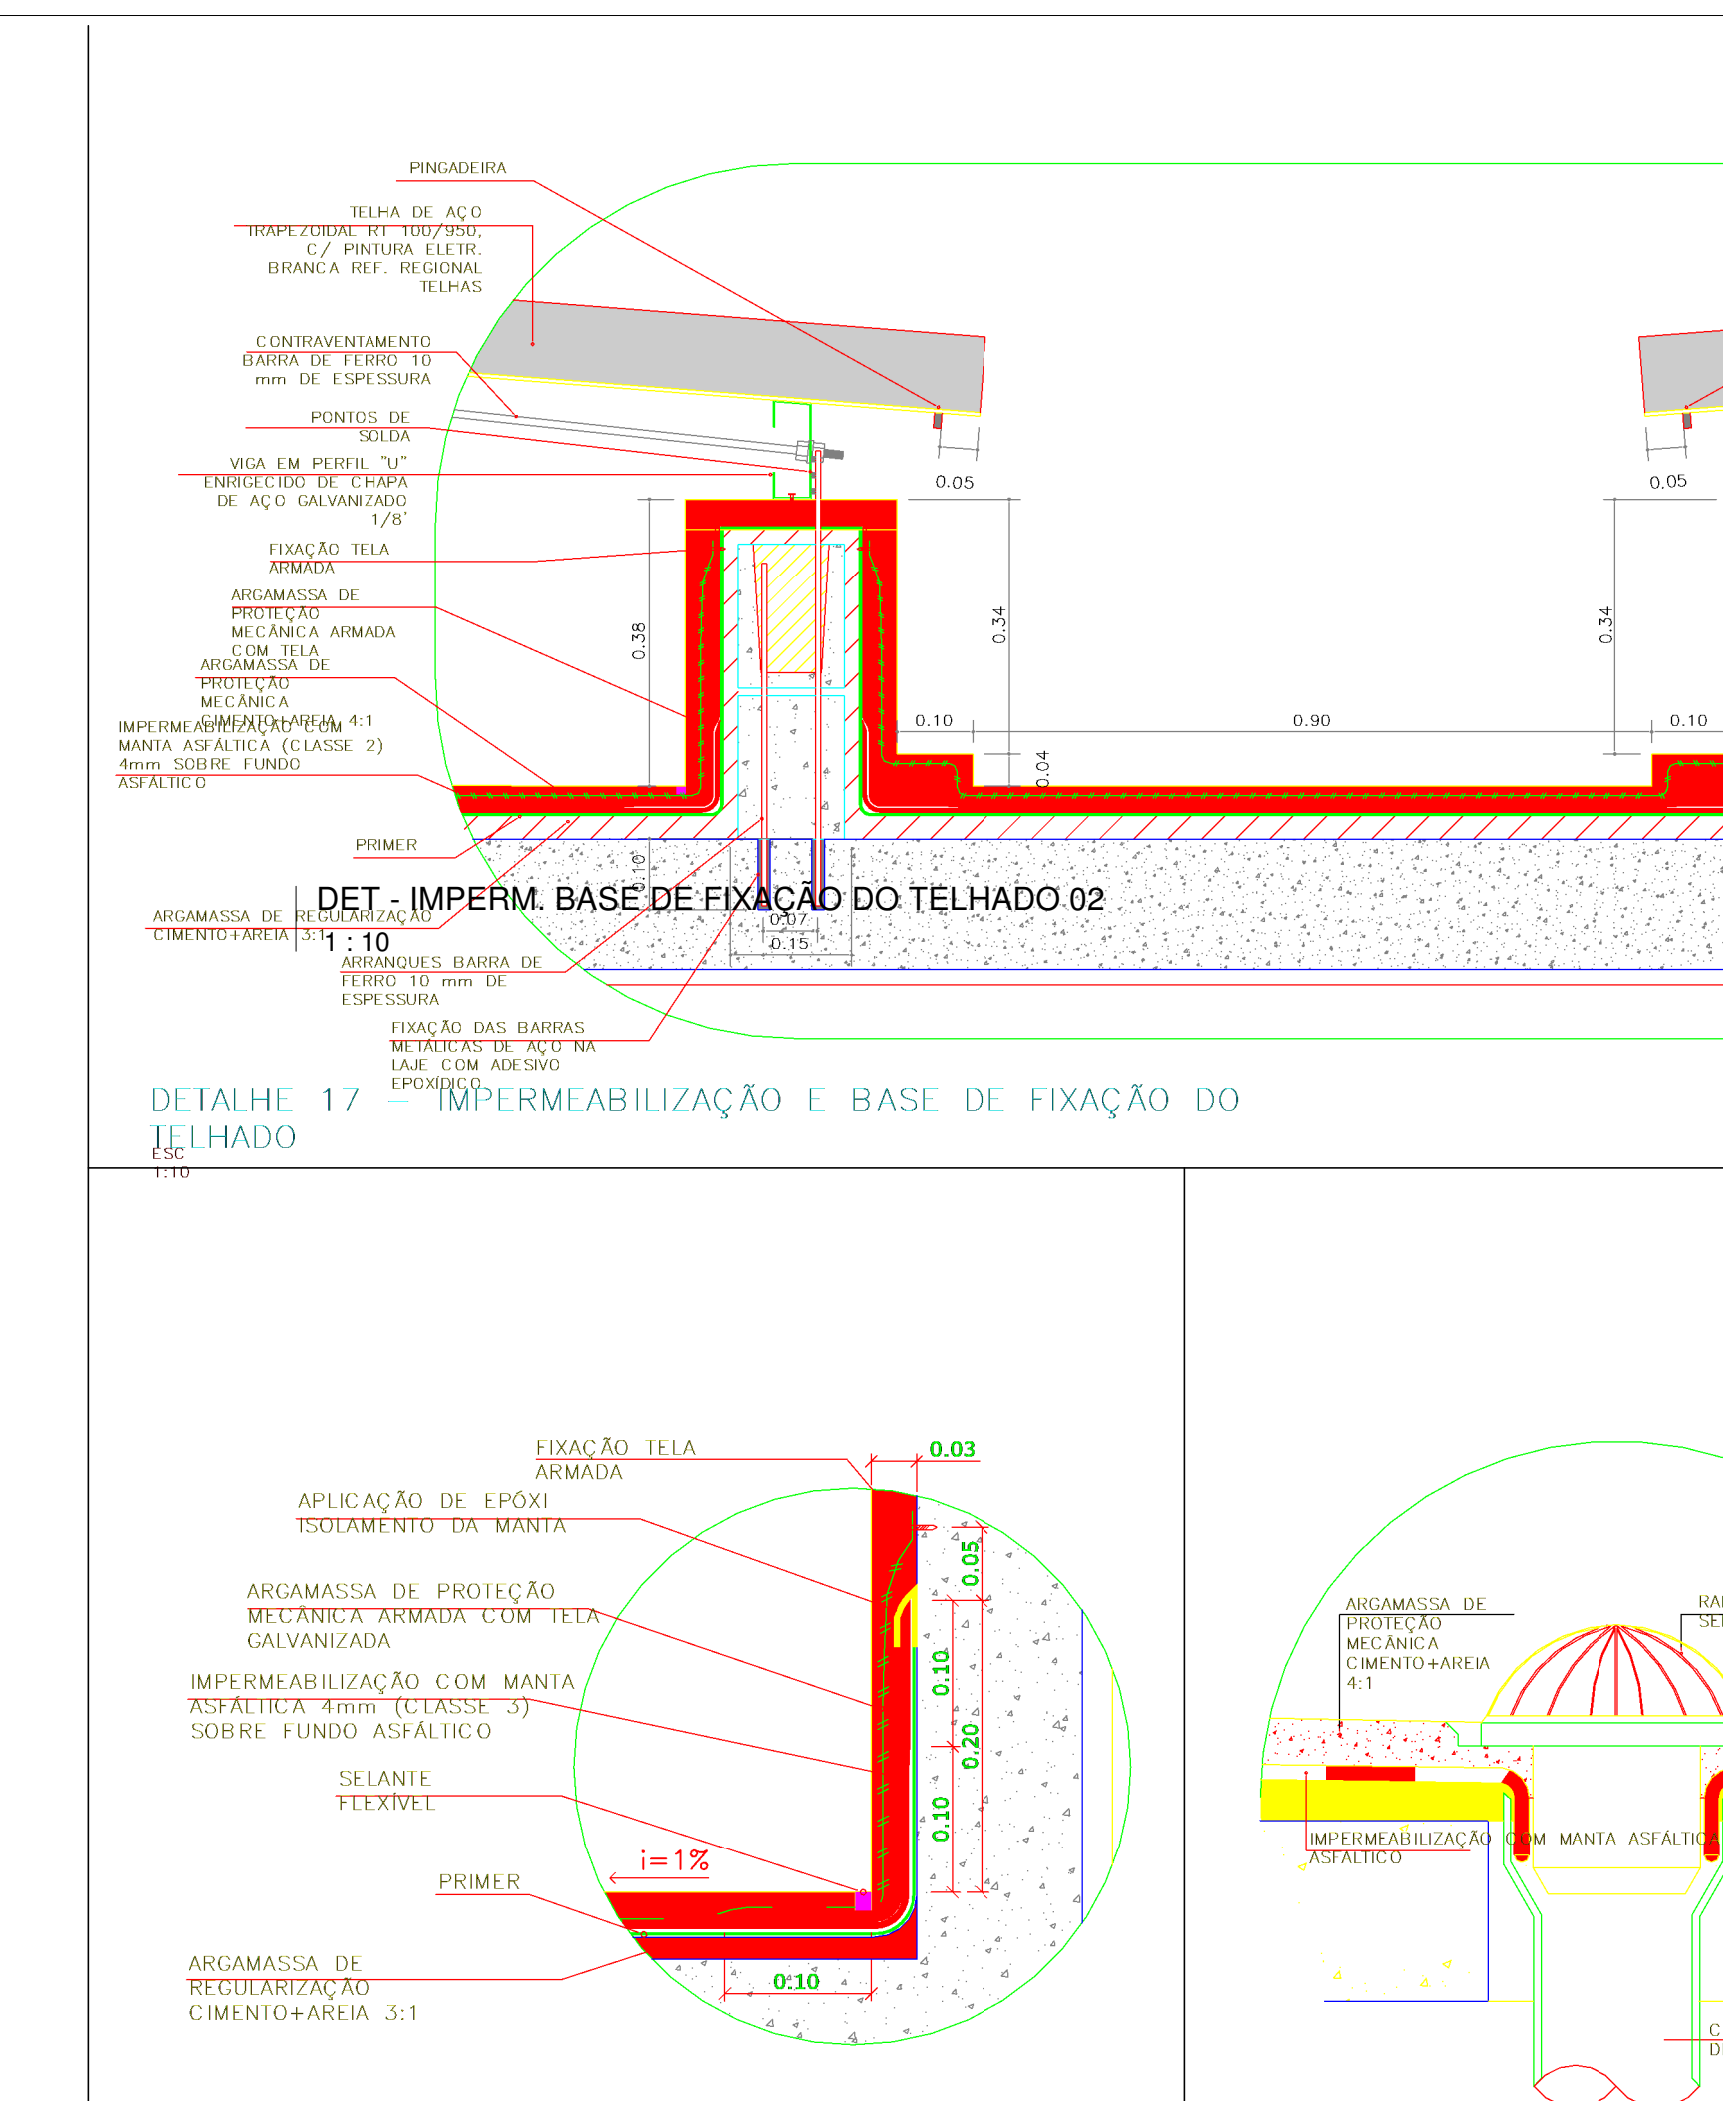 PINGADEIRA
TELHA DE AÇO
TRAPEZOIDAL RT 100/950,
C/ PINTURA ELETR.
BRANCA REF. REGIONAL
TELHAS
CONTRAVENTAMENTO
BARRA DE FERRO 10
mm DE ESPESSURA
PONTOS DE
SOLDA
VIGA EM PERFIL "U"
ENRIGECIDO DE CHAPA
DE AÇO GALVANIZADO
1/8'
FIXAÇÃO TELA
ARMADA
ARGAMASSA DE
PROTEÇÃO
MECÂNICA ARMADA
COM TELA
ARGAMASSA DE
PROTEÇÃO
MECÂNICA
CIMENTO+AREIA 4:1
IMPERMEABILIZAÇÃO COM
MANTA ASFÁLTICA (CLASSE 2)
4mm SOBRE FUNDO
ASFÁLTICO
PRIMER
ARGAMASSA DE REGULARIZAÇÃO
CIMENTO+AREIA 3:1
ARRANQUES BARRA DE
FERRO 10 mm DE
ESPESSURA
FIXAÇÃO DAS BARRAS
METÁLICAS DE AÇO NA
LAJE COM ADESIVO
EPOXÍDICO
0.05
0.05
0.38
0.34
0.34
0.10
0.90
0.10
0.04
0.10
0.07
0.15
DET - IMPERM. BASE DE FIXAÇÃO DO TELHADO 02
1 : 10
DETALHE 17 - IMPERMEABILIZAÇÃO E BASE DE FIXAÇÃO DO
TELHADO
ESC
1:10
FIXAÇÃO TELA
ARMADA
APLICAÇÃO DE EPÓXI
ISOLAMENTO DA MANTA
ARGAMASSA DE PROTEÇÃO
MECÂNICA ARMADA COM TELA
GALVANIZADA
IMPERMEABILIZAÇÃO COM MANTA
ASFÁLTICA 4mm (CLASSE 3)
SOBRE FUNDO ASFÁLTICO
SELANTE
FLEXÍVEL
i=1%
PRIMER
ARGAMASSA DE
REGULARIZAÇÃO
CIMENTO+AREIA 3:1
0.03
0.05
0.10
0.20
0.10
0.10
ARGAMASSA DE
PROTEÇÃO
MECÂNICA
CIMENTO+AREIA
4:1
IMPERMEABILIZAÇÃO COM MANTA ASFÁLTICA
ASFÁLTICO